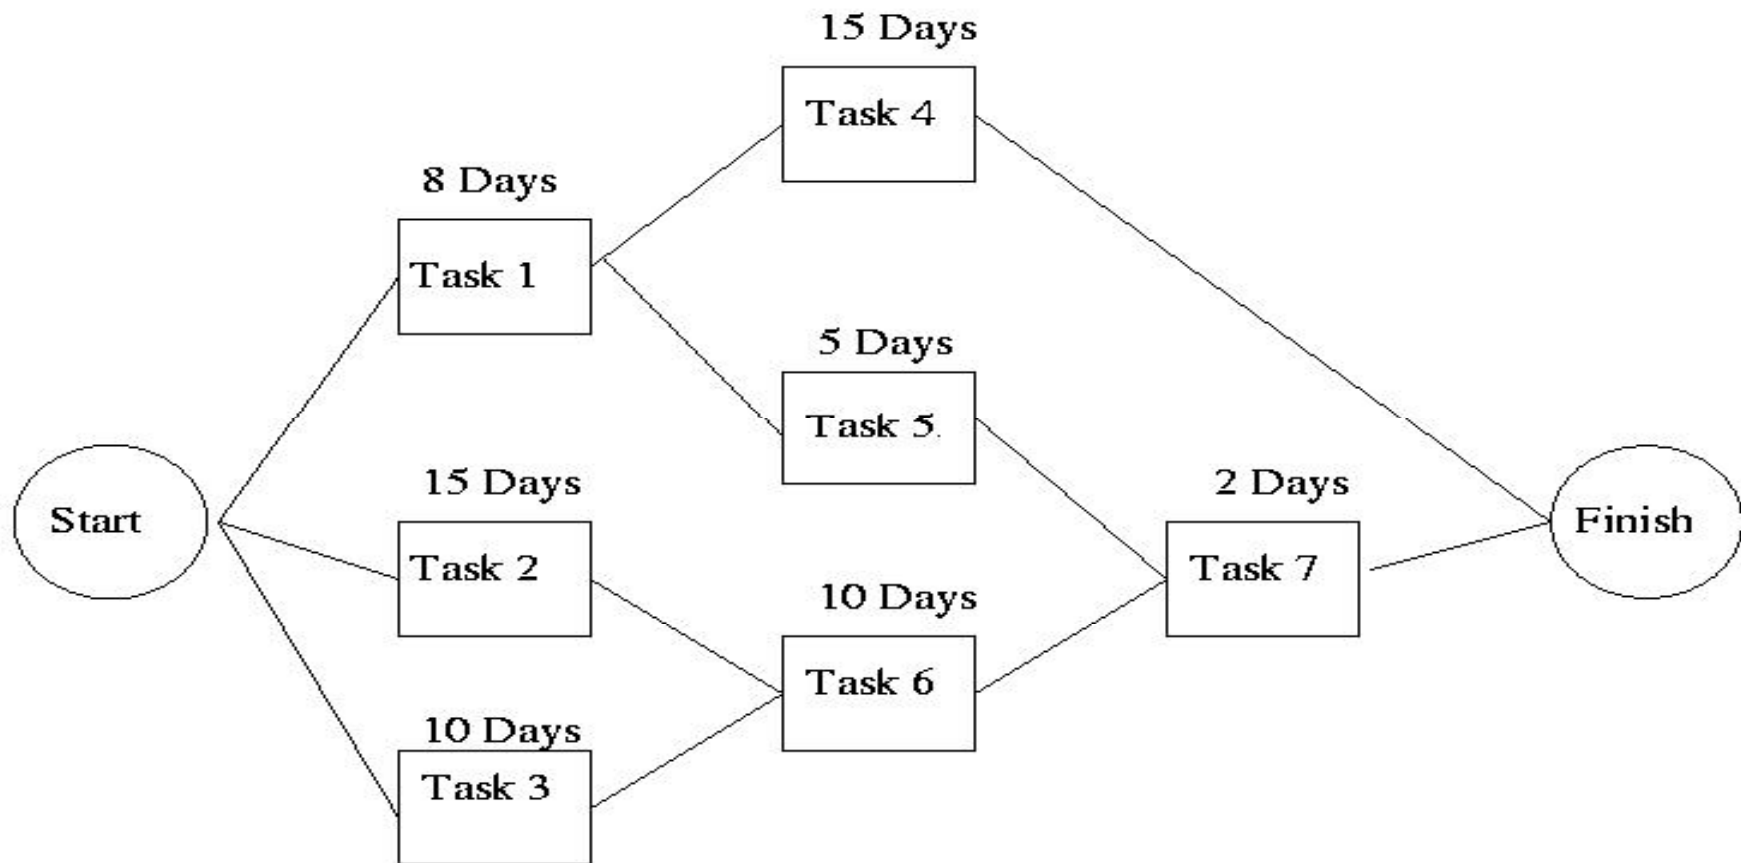 15 Days
Task 4
8 Days
Task 1
5 Days
Task 5.
15 Days
2 Days
Start
Task 2
Task 7
Finish
10 Days
Task 6
10 Days
Task 3